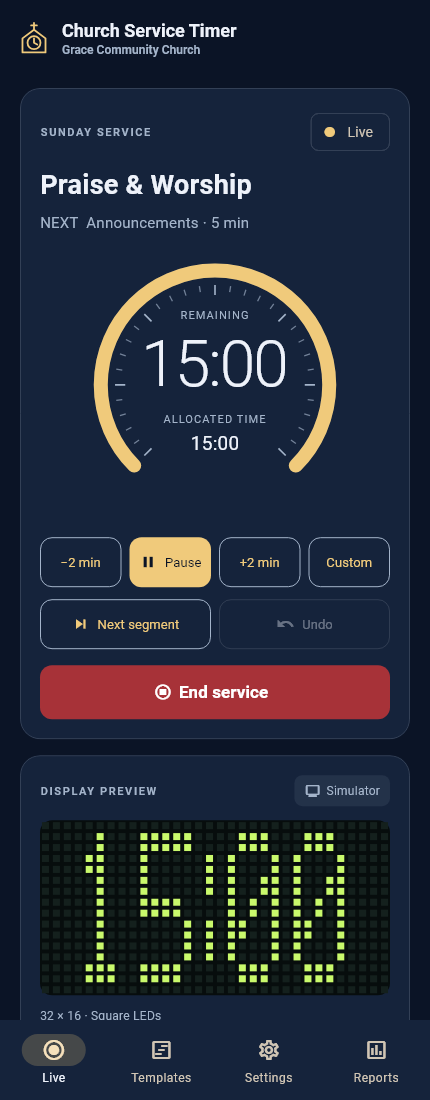 Church Service Timer
Grace Community Church
SUNDAY SERVICE
Live
Praise & Worship
NEXT Announcements · 5 min
REMAINING
15:00
ALLOCATED TIME
15:00
−2 min
Pause
+2 min
Custom
Next segment
Undo
End service
DISPLAY PREVIEW
Simulator
15:00
32 × 16 · Square LEDs
Live
Templates
Settings
Reports